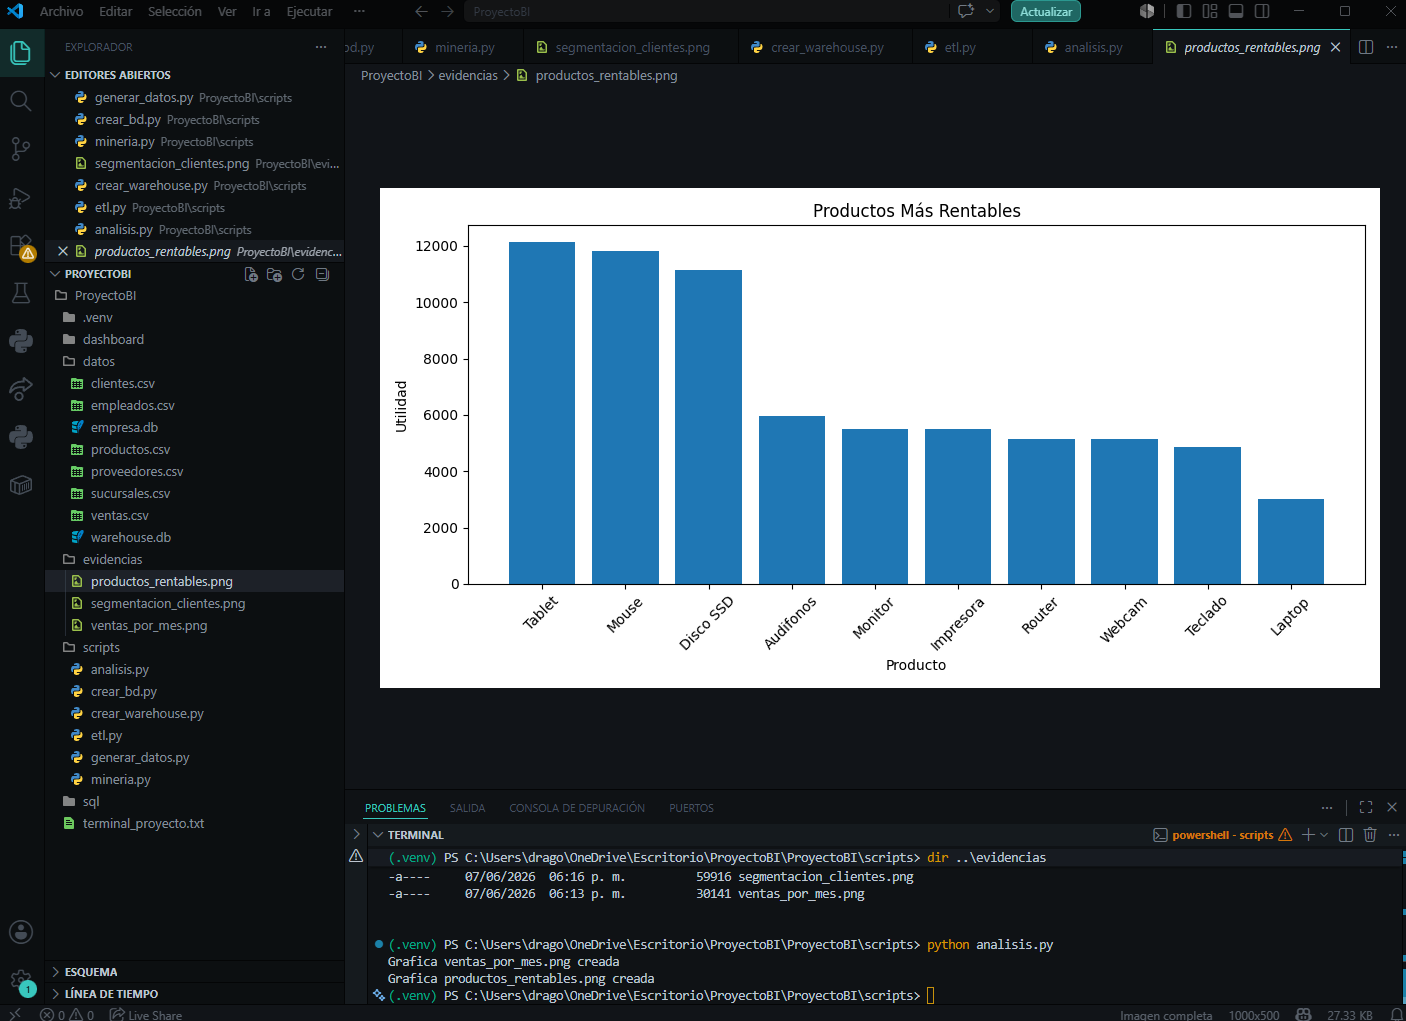 Archivo Editar Selección Ver Ir a Ejecutar ··· ProyectoBI Actualizar
EXPLORADOR ···
od.py mineria.py segmentacion_clientes.png crear_warehouse.py etl.py analisis.py productos_rentables.png ···
ProyectoBI > evidencias > productos_rentables.png
EDITORES ABIERTOS
generar_datos.py ProyectoBI\scripts
crear_bd.py ProyectoBI\scripts
mineria.py ProyectoBI\scripts
segmentacion_clientes.png ProyectoBI\evi...
crear_warehouse.py ProyectoBI\scripts
etl.py ProyectoBI\scripts
analisis.py ProyectoBI\scripts
productos_rentables.png ProyectoBI\evidenc...
PROYECTOBI
ProyectoBI
.venv
dashboard
datos
clientes.csv
empleados.csv
empresa.db
productos.csv
proveedores.csv
sucursales.csv
ventas.csv
warehouse.db
evidencias
productos_rentables.png
segmentacion_clientes.png
ventas_por_mes.png
scripts
analisis.py
crear_bd.py
crear_warehouse.py
etl.py
generar_datos.py
mineria.py
sql
terminal_proyecto.txt
ESQUEMA
LÍNEA DE TIEMPO
Productos Más Rentables
Utilidad
12000
10000
8000
6000
4000
2000
0
Tablet
Mouse
Disco SSD
Audifonos
Monitor
Impresora
Router
Webcam
Teclado
Laptop
Producto
PROBLEMAS SALIDA CONSOLA DE DEPURACIÓN PUERTOS ···
TERMINAL powershell - scripts ···
(.venv) PS C:\Users\drago\OneDrive\Escritorio\ProyectoBI\ProyectoBI\scripts> dir ..\evidencias
-a---- 07/06/2026 06:16 p. m. 59916 segmentacion_clientes.png
-a---- 07/06/2026 06:13 p. m. 30141 ventas_por_mes.png
(.venv) PS C:\Users\drago\OneDrive\Escritorio\ProyectoBI\ProyectoBI\scripts> python analisis.py
Grafica ventas_por_mes.png creada
Grafica productos_rentables.png creada
(.venv) PS C:\Users\drago\OneDrive\Escritorio\ProyectoBI\ProyectoBI\scripts>
1
0 0 Live Share Imagen completa 1000x500 27.33 KB